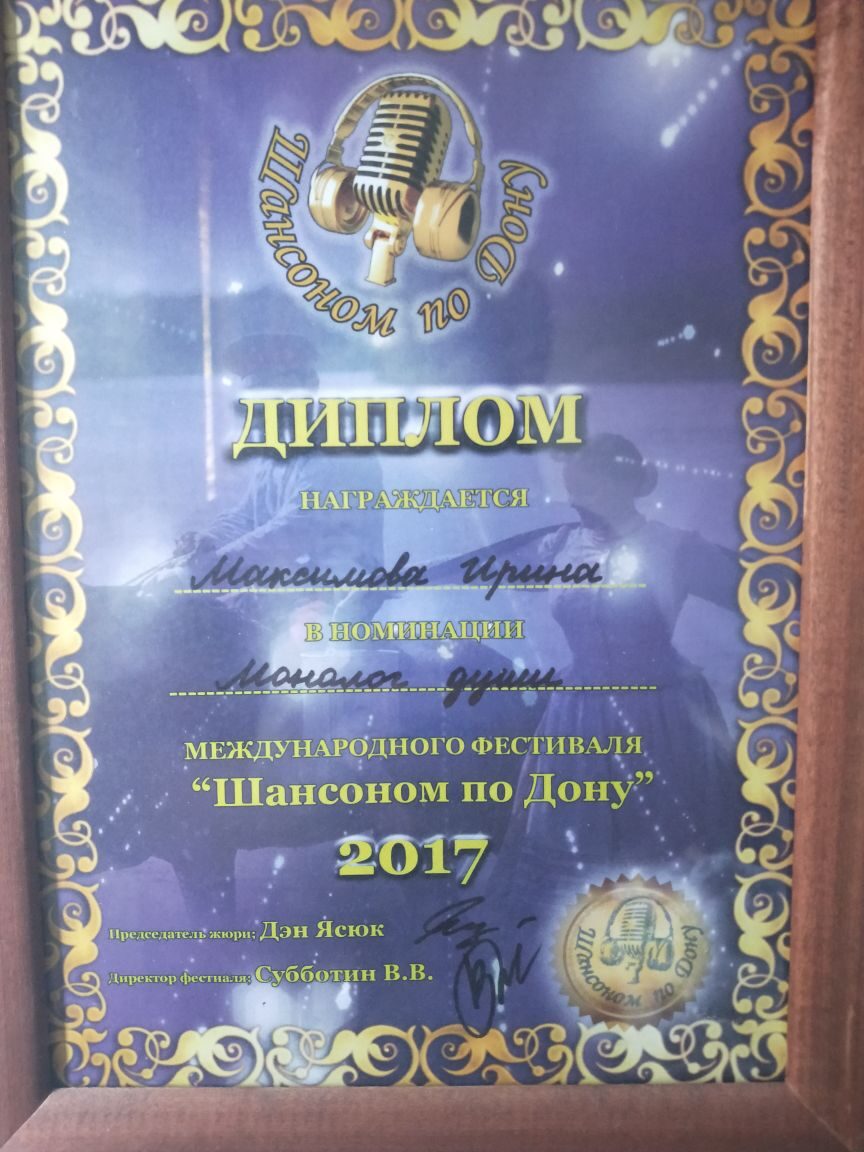 Шансоном по Дону
ДИПЛОМ
НАГРАЖДАЕТСЯ
Максимова Ирина
В НОМИНАЦИИ
Монолог души
МЕЖДУНАРОДНОГО ФЕСТИВАЛЯ
“Шансоном по Дону”
2017
Председатель жюри: Дэн Ясюк
Директор фестиаля: Субботин В.В.
Шансоном по Дону